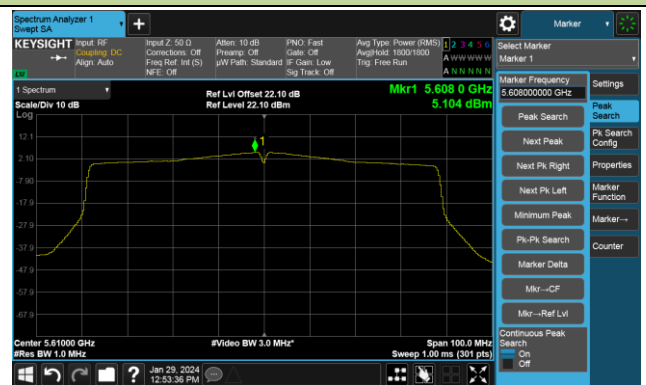 Spectrum Analyzer 1
Swept SA
Marker
KEYSIGHT
Input: RF
Coupling: DC
Align: Auto
Input Z: 50 Ω
Corrections: Off
Freq Ref: Int (S)
NFE: Off
Atten: 10 dB
Preamp: Off
µW Path: Standard
PNO: Fast
Gate: Off
IF Gain: Low
Sig Track: Off
Avg Type: Power (RMS)
Avg|Hold: 1800/1800
Trig: Free Run
1 2 3 4 5 6
A W W W W W
A N N N N N
Select Marker
Marker 1
1 Spectrum
Scale/Div 10 dB
Log
Ref Lvl Offset 22.10 dB
Ref Level 22.10 dBm
Mkr1 5.608 0 GHz
5.104 dBm
12.1
2.10
-7.90
-17.9
-27.9
-37.9
-47.9
-57.9
-67.9
1
Center 5.61000 GHz
#Res BW 1.0 MHz
#Video BW 3.0 MHz*
Span 100.0 MHz
Sweep 1.00 ms (301 pts)
Marker Frequency
5.608000000 GHz
Peak Search
Next Peak
Next Pk Right
Next Pk Left
Minimum Peak
Pk-Pk Search
Marker Delta
Mkr→CF
Mkr→Ref Lvl
Continuous Peak
Search
On
Off
Settings
Peak
Search
Pk Search
Config
Properties
Marker
Function
Marker→
Counter
Jan 29, 2024
12:53:36 PM